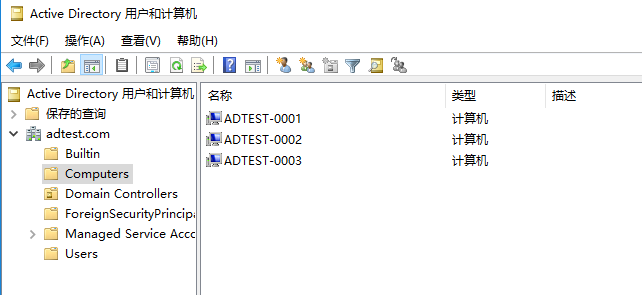 Active Directory 用户和计算机
文件(F) 操作(A) 查看(V) 帮助(H)
Active Directory 用户和计算机
保存的查询
adtest.com
Builtin
Computers
Domain Controllers
ForeignSecurityPrincipa
Managed Service Acco
Users
名称 类型 描述
ADTEST-0001 计算机
ADTEST-0002 计算机
ADTEST-0003 计算机